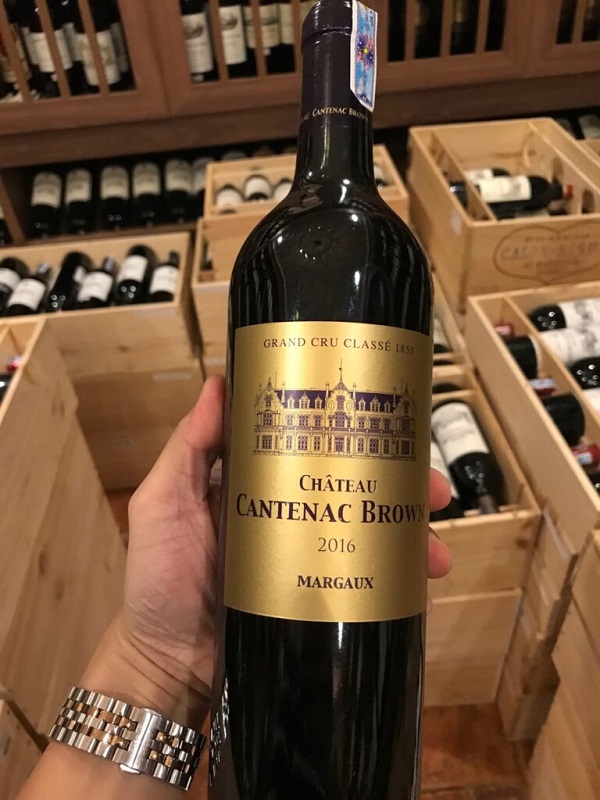 CANTENAC BROWN
GRAND CRU CLASSÉ 1855
CHÂTEAU
CANTENAC BROWN
2016
MARGAUX